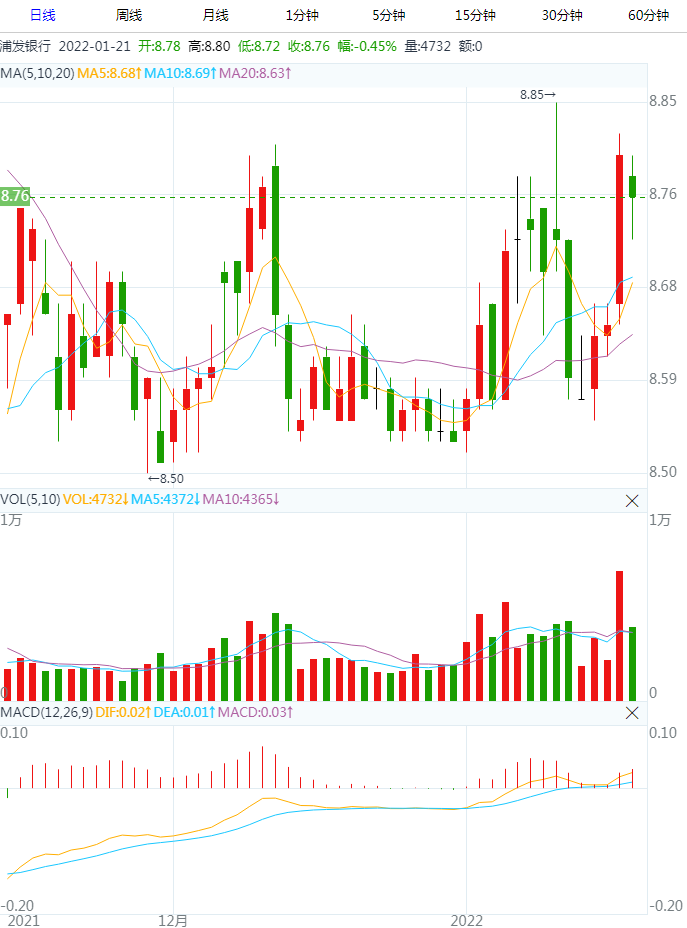 日线 周线 月线 1分钟 5分钟 15分钟 30分钟 60分钟
浦发银行 2022-01-21 开:8.78 高:8.80 低:8.72 收:8.76 幅:-0.45% 量:4732 额:0
MA(5,10,20) MA5:8.68↑ MA10:8.69↑ MA20:8.63↑
8.85→ 8.85
8.76 8.76
8.68
8.59
←8.50 8.50
VOL(5,10) VOL:4732↓ MA5:4372↓ MA10:4365↓
1万 1万
0 0
MACD(12,26,9) DIF:0.02↑ DEA:0.01↑ MACD:0.03↑
0.10 0.10
-0.20 -0.20
2021 12月 2022